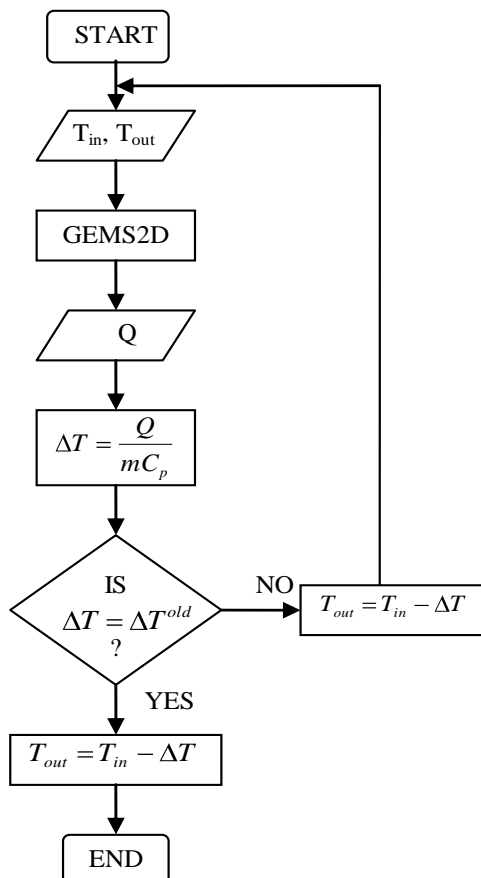 START
T_in, T_out
GEMS2D
Q
ΔT = Q / mC_p
IS
ΔT = ΔT^old
?
NO
T_out = T_in − ΔT
YES
T_out = T_in − ΔT
END